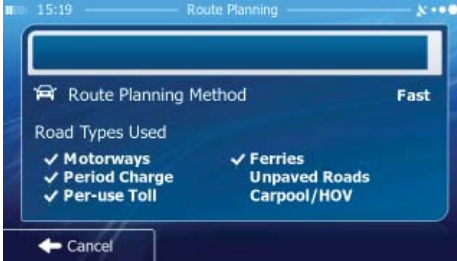 15:19 Route Planning
Route Planning Method Fast
Road Types Used
Motorways Ferries
Period Charge Unpaved Roads
Per-use Toll Carpool/HOV
Cancel